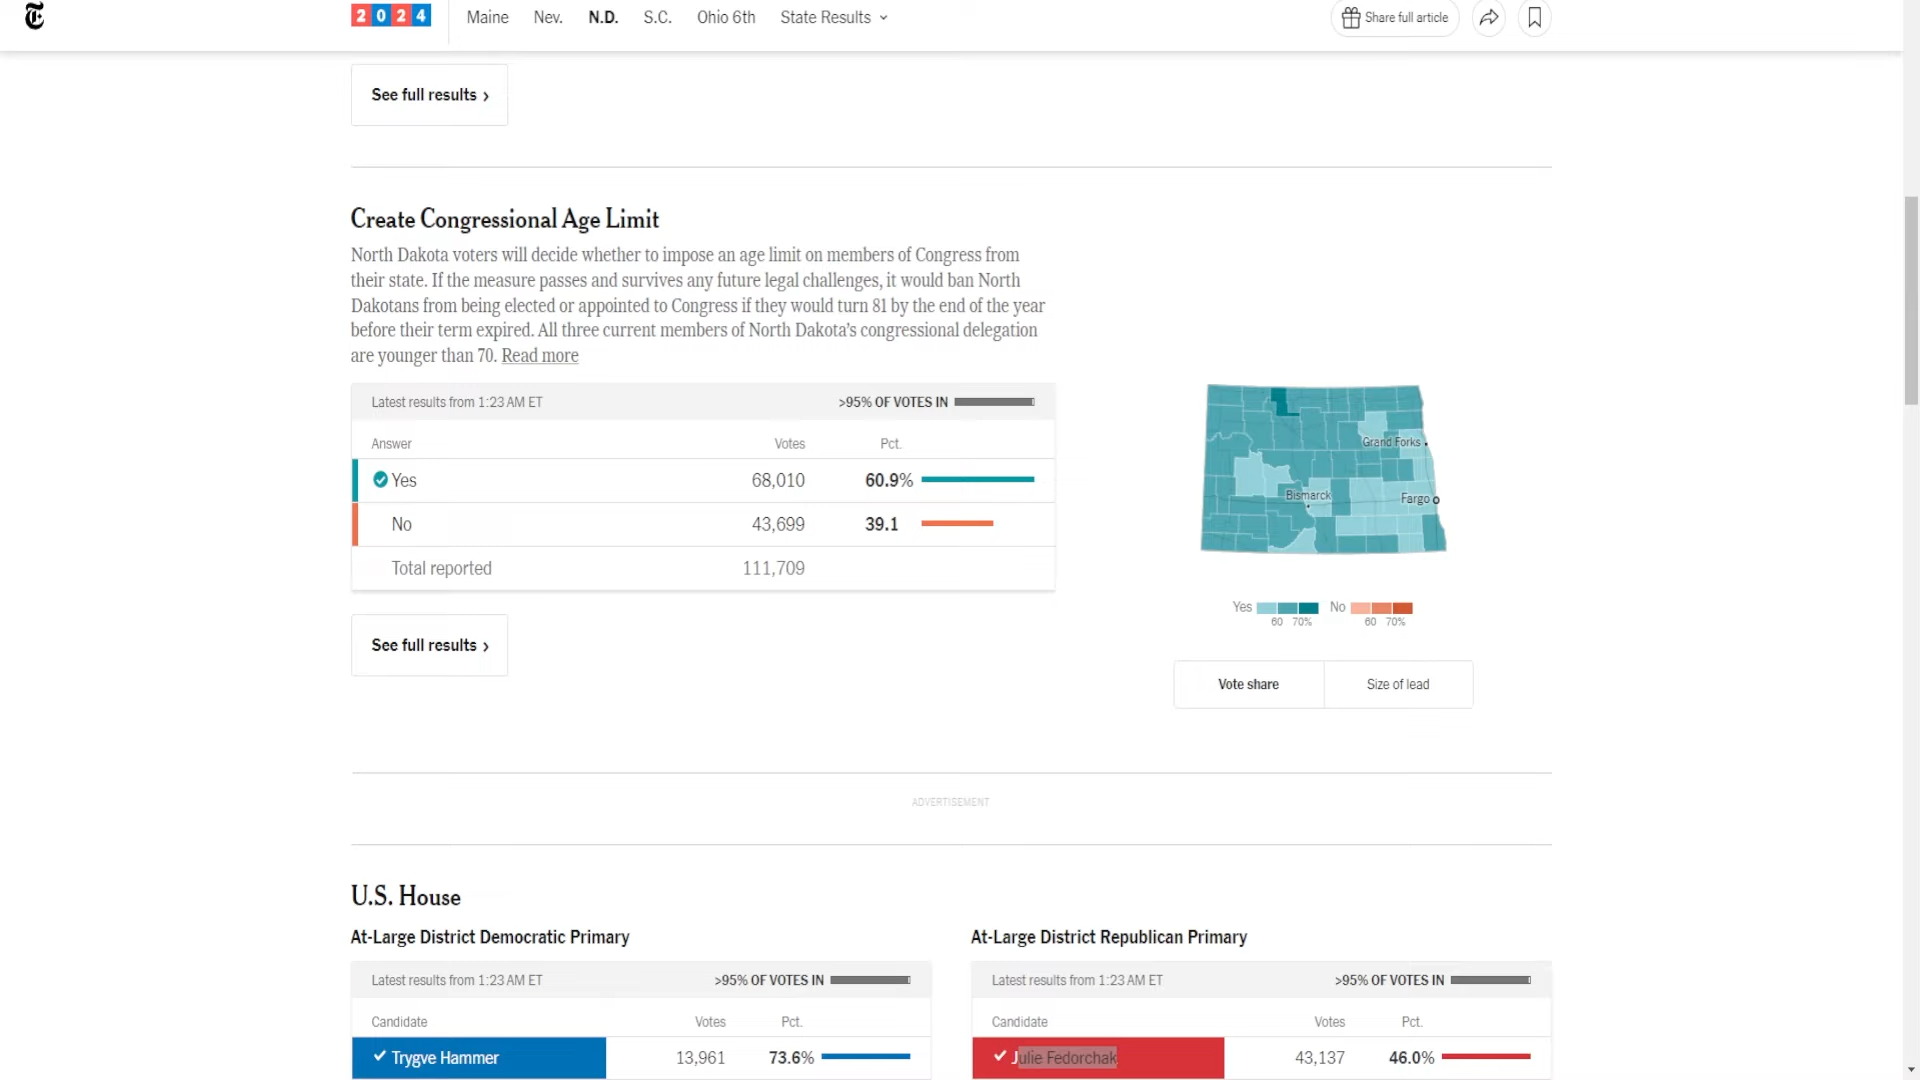 T
2024 Maine Nev. N.D. S.C. Ohio 6th State Results Share full article
See full results ›
Create Congressional Age Limit
North Dakota voters will decide whether to impose an age limit on members of Congress from
their state. If the measure passes and survives any future legal challenges, it would ban North
Dakotans from being elected or appointed to Congress if they would turn 81 by the end of the year
before their term expired. All three current members of North Dakota’s congressional delegation
are younger than 70. Read more
Latest results from 1:23 AM ET >95% OF VOTES IN
Answer Votes Pct.
Yes 68,010 60.9%
No 43,699 39.1
Total reported 111,709
See full results ›
Grand Forks
Bismarck
Fargo
Yes No
60 70% 60 70%
Vote share Size of lead
ADVERTISEMENT
U.S. House
At-Large District Democratic Primary
Latest results from 1:23 AM ET >95% OF VOTES IN
Candidate Votes Pct.
Trygve Hammer 13,961 73.6%
At-Large District Republican Primary
Latest results from 1:23 AM ET >95% OF VOTES IN
Candidate Votes Pct.
Julie Fedorchak 43,137 46.0%